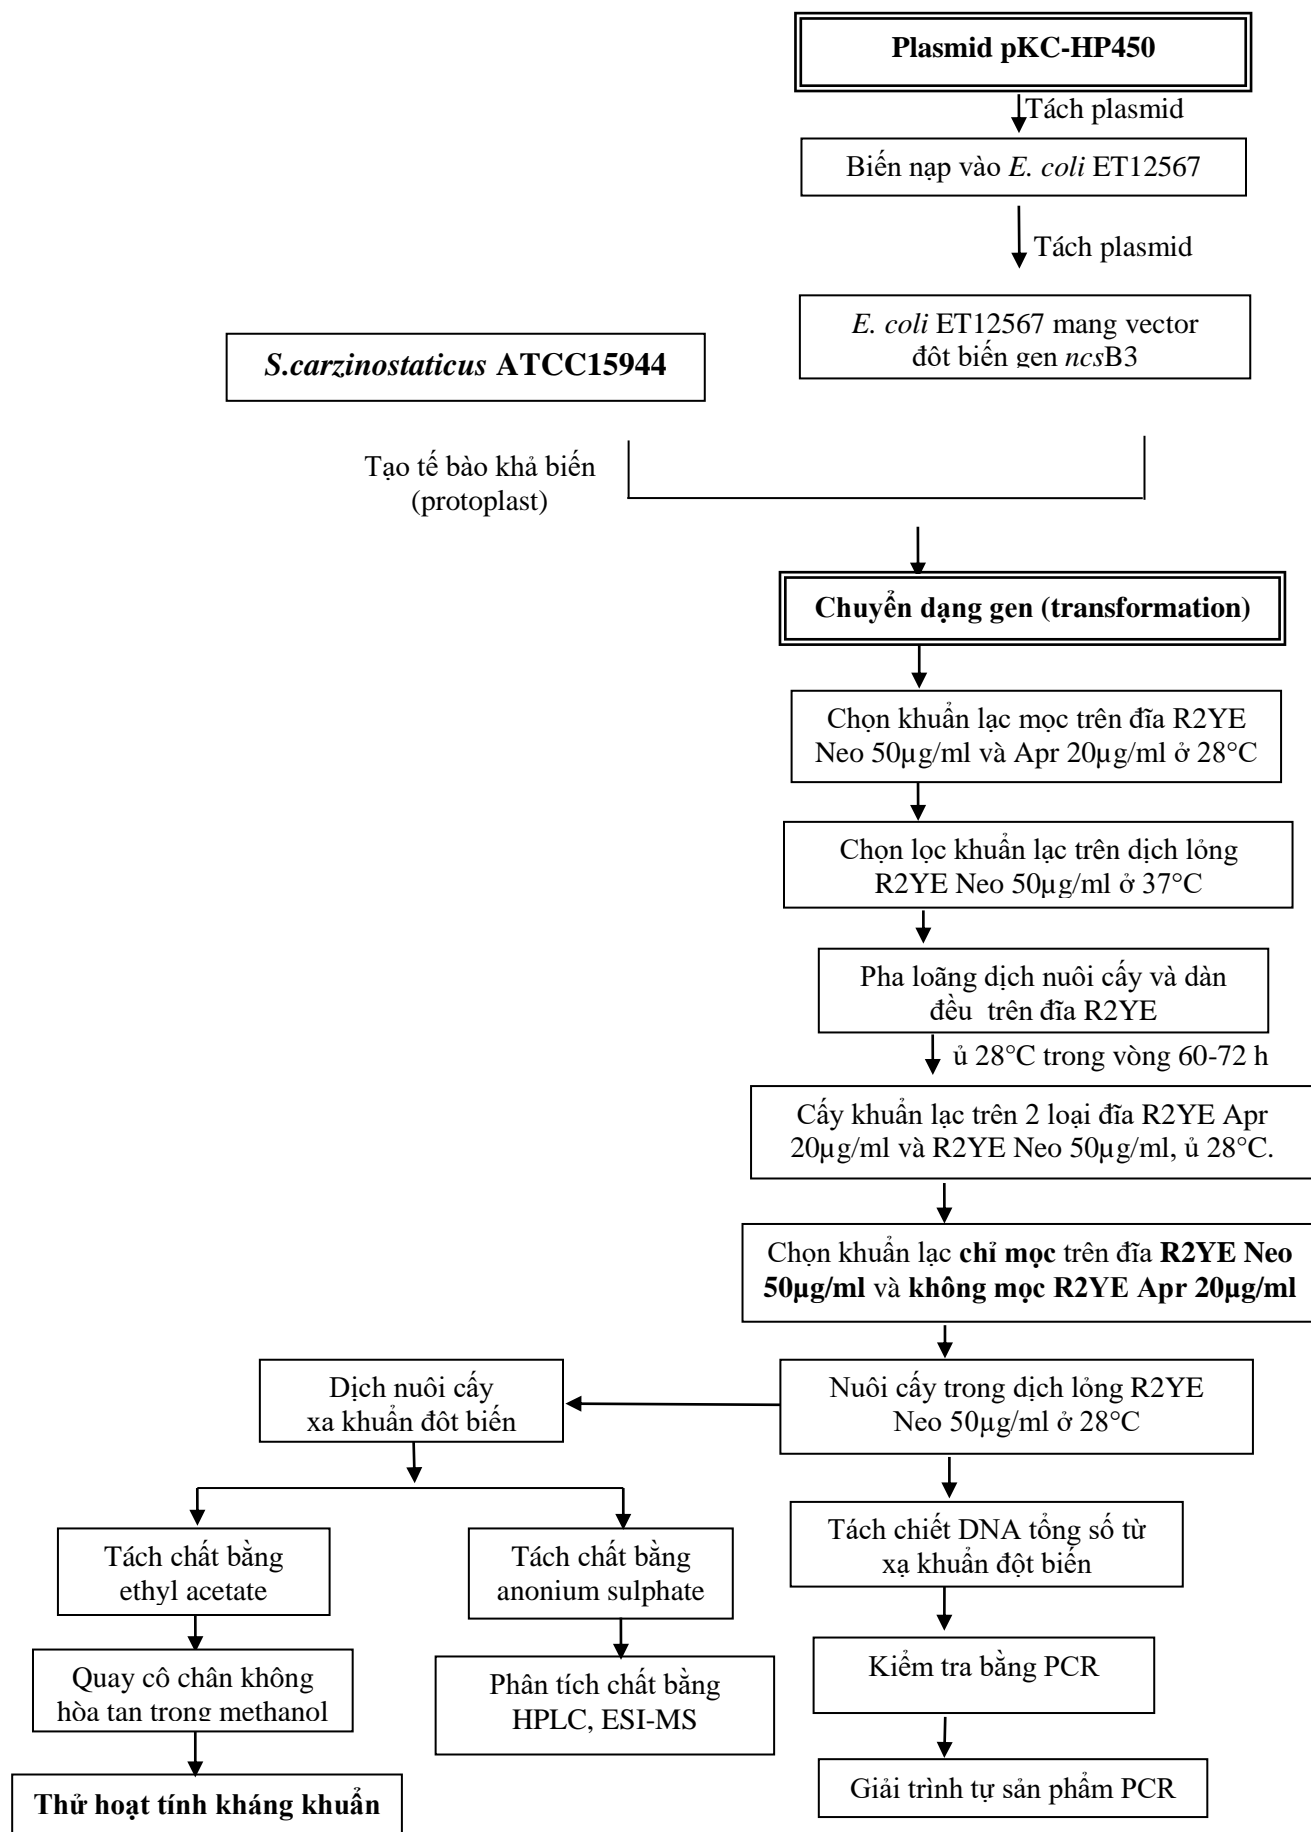 Plasmid pKC-HP450
Tách plasmid
Biến nạp vào E. coli ET12567
Tách plasmid
E. coli ET12567 mang vector
đôt biến gen ncsB3
S.carzinostaticus ATCC15944
Tạo tế bào khả biến
(protoplast)
Chuyển dạng gen (transformation)
Chọn khuẩn lạc mọc trên đĩa R2YE
Neo 50µg/ml và Apr 20µg/ml ở 28°C
Chọn lọc khuẩn lạc trên dịch lỏng
R2YE Neo 50µg/ml ở 37°C
Pha loãng dịch nuôi cấy và dàn
đều trên đĩa R2YE
ủ 28°C trong vòng 60-72 h
Cấy khuẩn lạc trên 2 loại đĩa R2YE Apr
20µg/ml và R2YE Neo 50µg/ml, ủ 28°C.
Chọn khuẩn lạc chỉ mọc trên đĩa R2YE Neo
50µg/ml và không mọc R2YE Apr 20µg/ml
Nuôi cấy trong dịch lỏng R2YE
Neo 50µg/ml ở 28°C
Dịch nuôi cấy
xa khuẩn đôt biến
Tách chất bằng
ethyl acetate
Tách chất bằng
anonium sulphate
Tách chiết DNA tổng số từ
xạ khuẩn đột biến
Quay cô chân không
hòa tan trong methanol
Phân tích chất bằng
HPLC, ESI-MS
Kiểm tra bằng PCR
Thử hoạt tính kháng khuẩn
Giải trình tự sản phẩm PCR